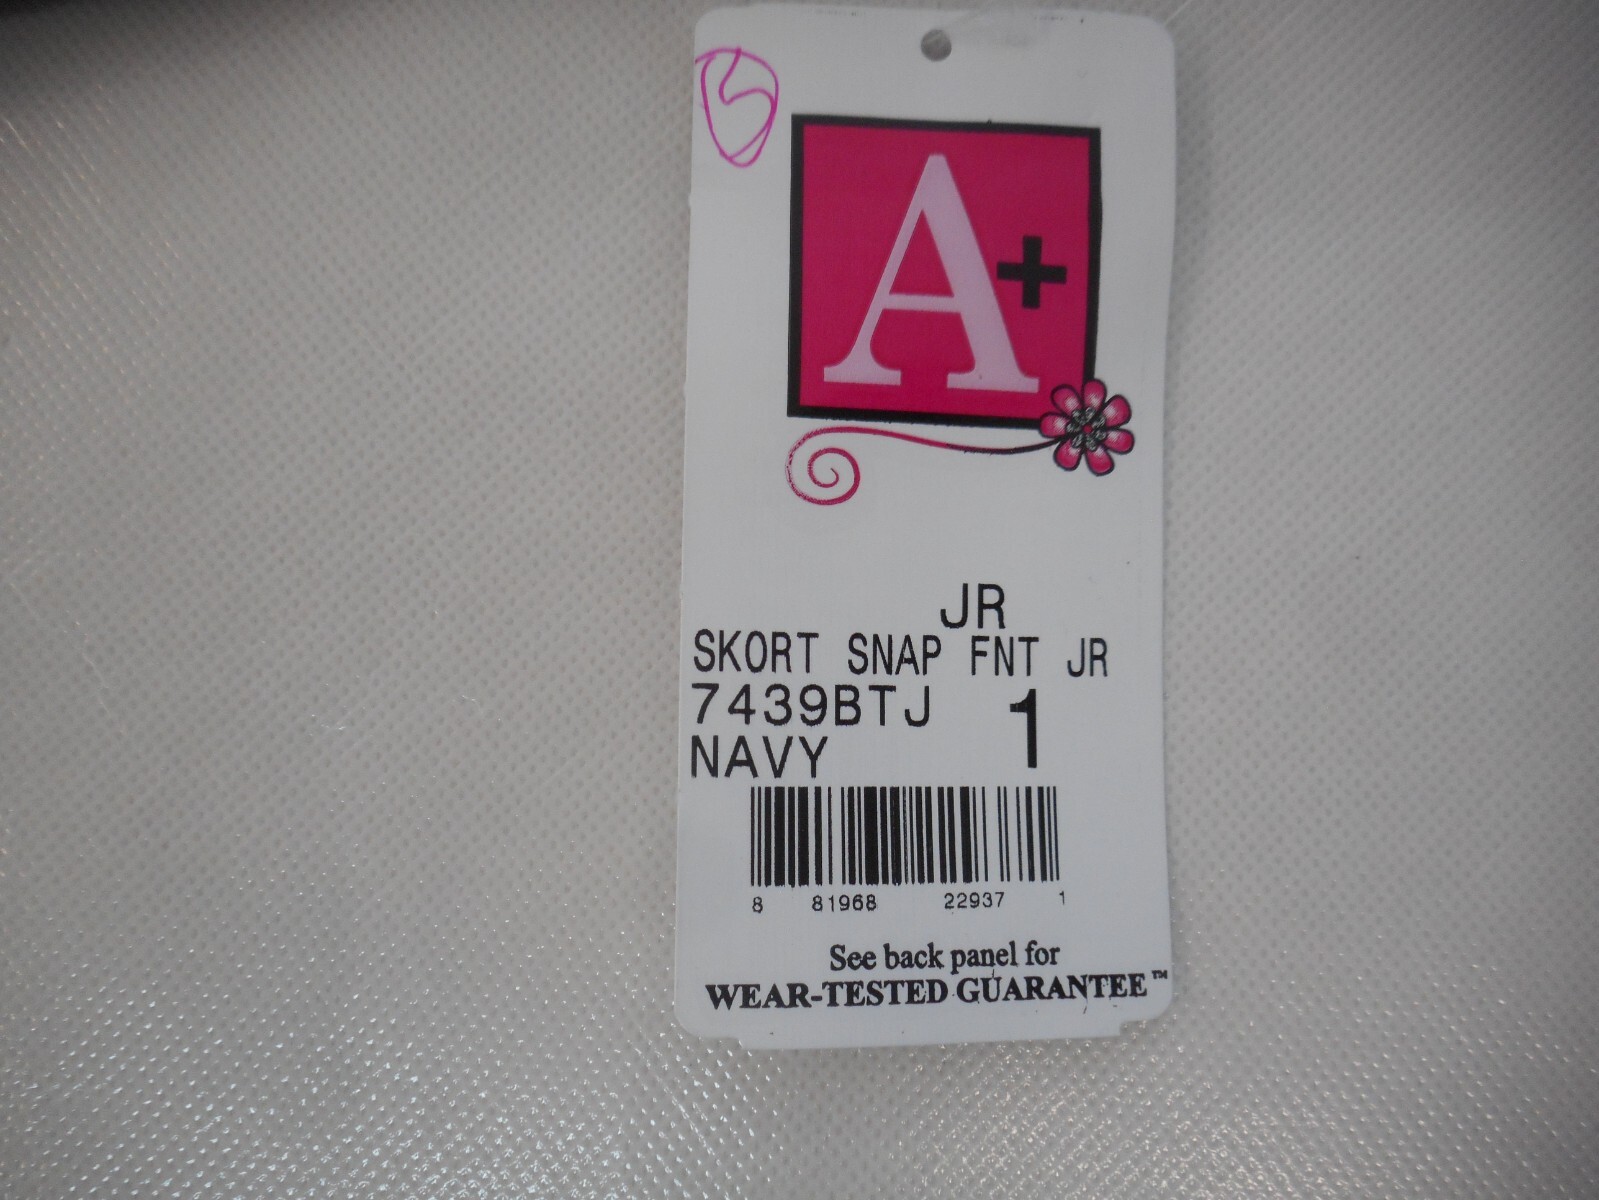 A+
JR
SKORT SNAP FNT JR
7439BTJ 1
NAVY
8 81968 22937 1
See back panel for
WEAR-TESTED GUARANTEE™